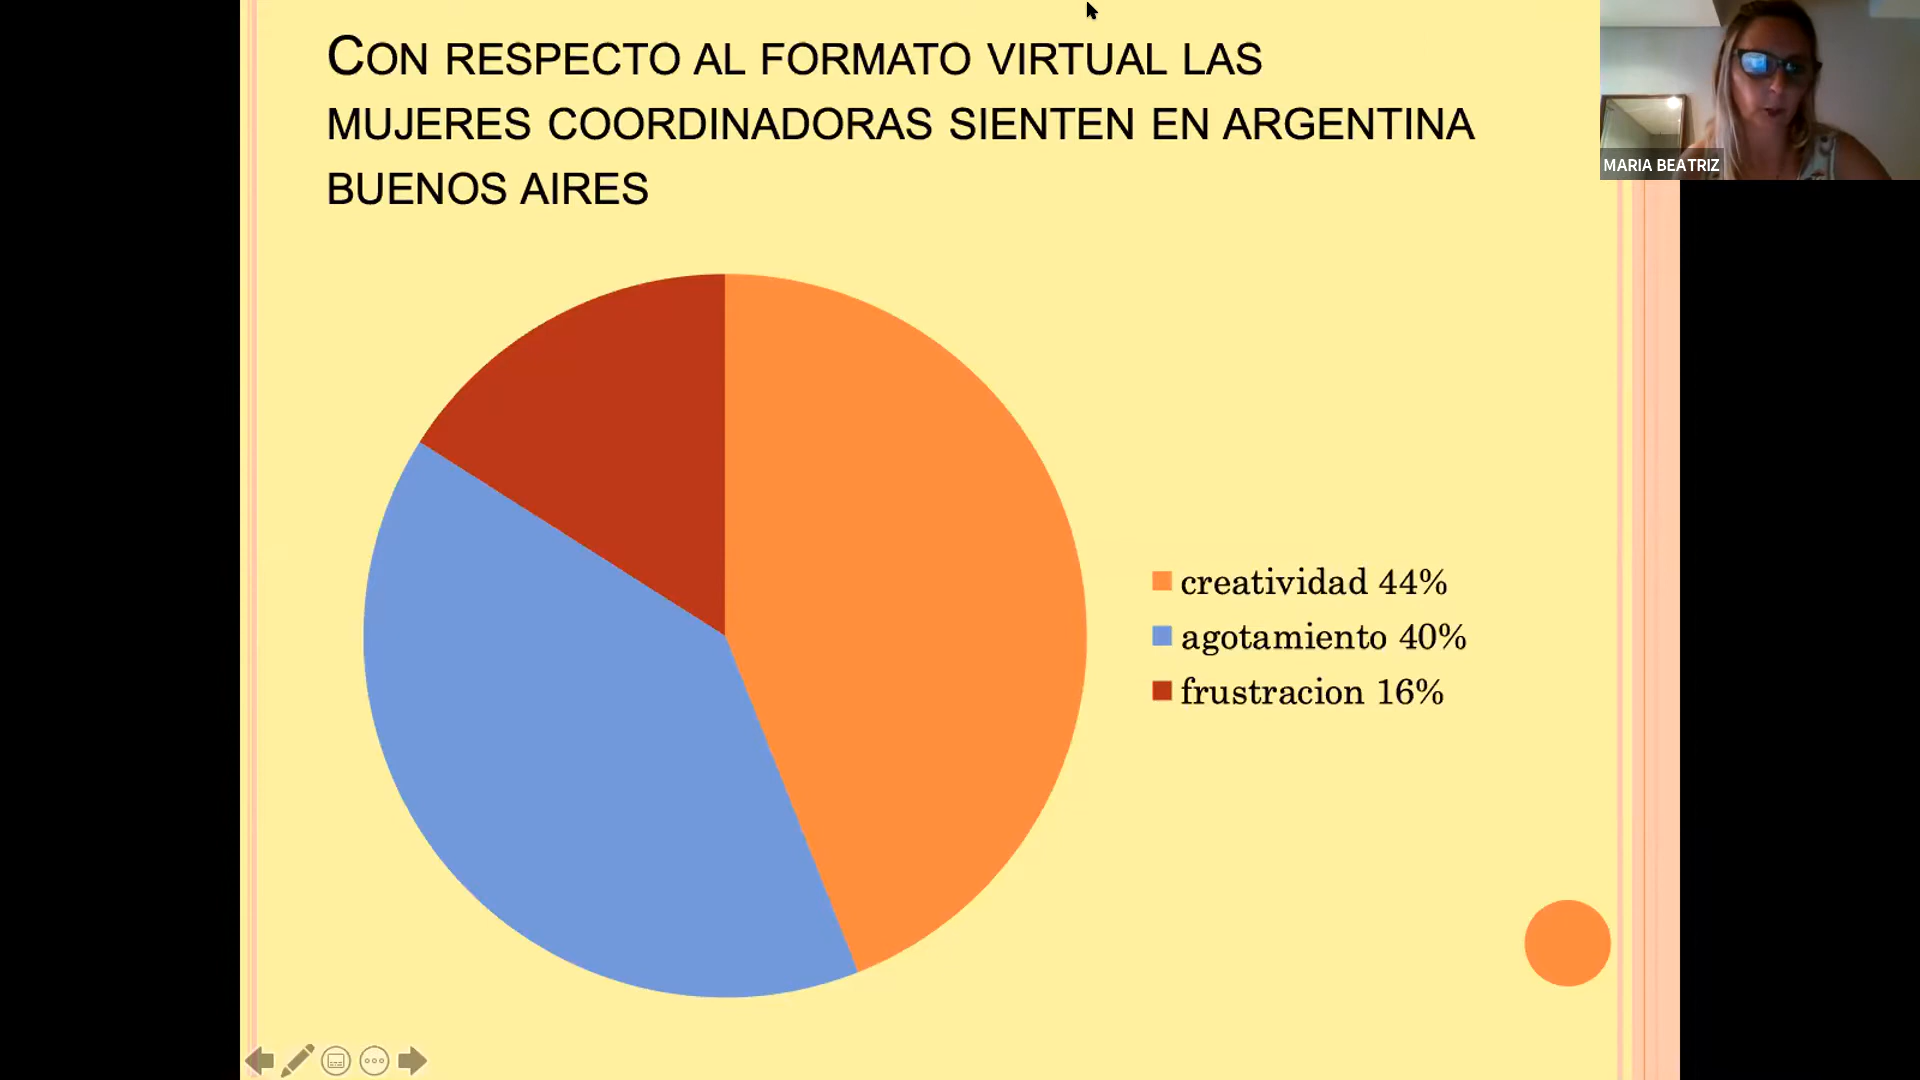 CON RESPECTO AL FORMATO VIRTUAL LAS
MUJERES COORDINADORAS SIENTEN EN ARGENTINA
BUENOS AIRES
MARIA BEATRIZ
creatividad 44%
agotamiento 40%
frustracion 16%